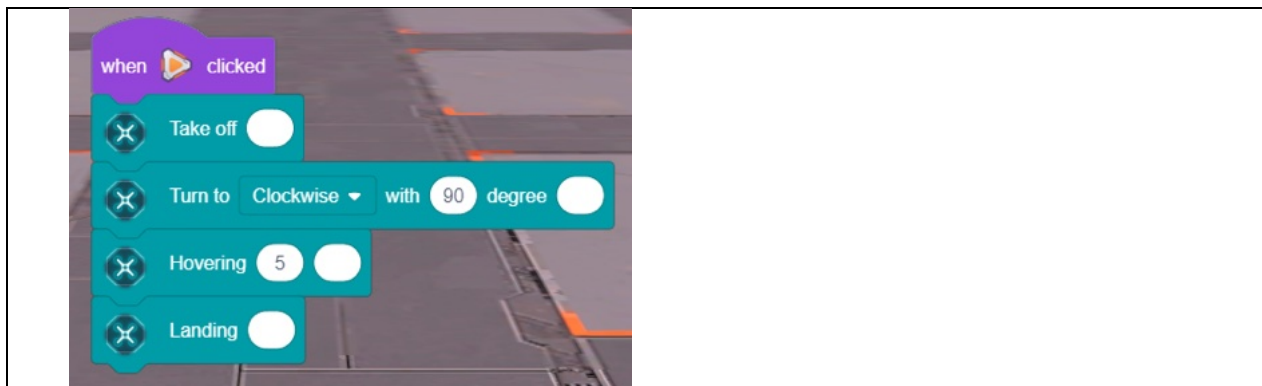 when clicked
Take off
Turn to Clockwise with 90 degree
Hovering 5
Landing